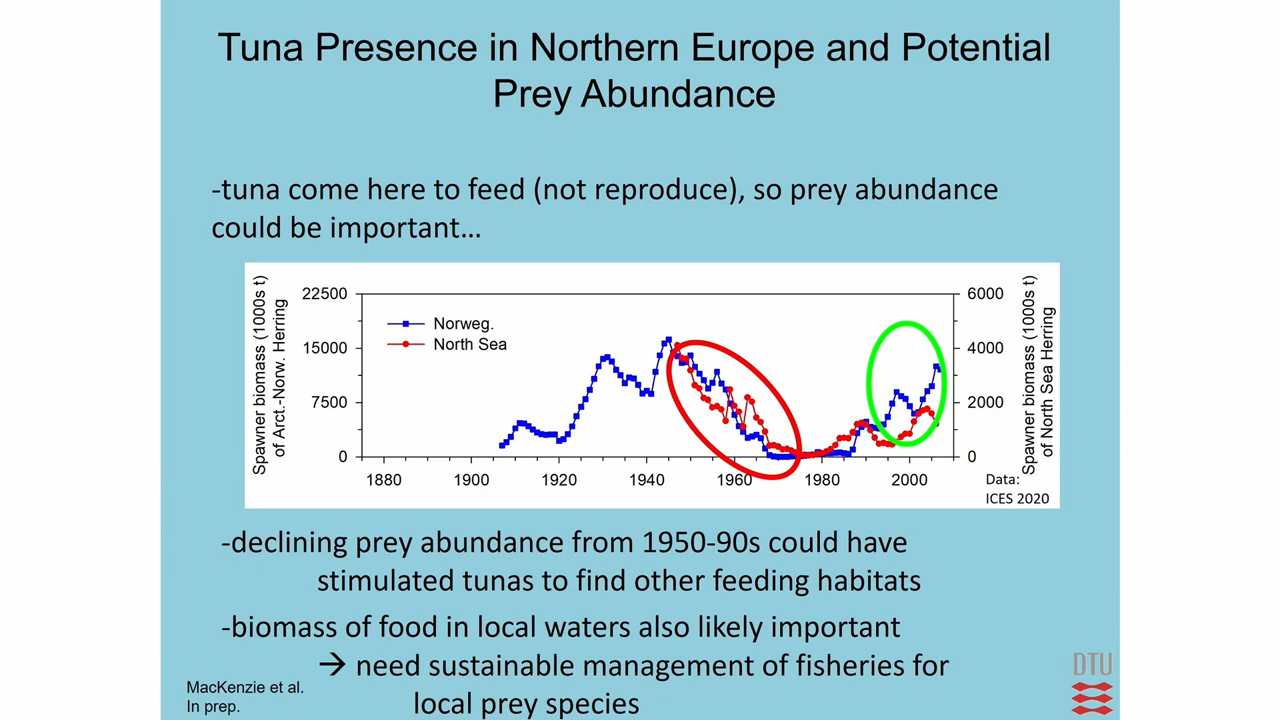 Tuna Presence in Northern Europe and Potential
Prey Abundance
-tuna come here to feed (not reproduce), so prey abundance
could be important…
Spawner biomass (1000s t)
of Arct.-Norw. Herring
22500
15000
7500
0
Norweg.
North Sea
6000
4000
2000
0
Spawner biomass (1000s t)
of North Sea Herring
1880 1900 1920 1940 1960 1980 2000
Data:
ICES 2020
-declining prey abundance from 1950-90s could have
stimulated tunas to find other feeding habitats
-biomass of food in local waters also likely important
→ need sustainable management of fisheries for
local prey species
MacKenzie et al.
In prep.
DTU